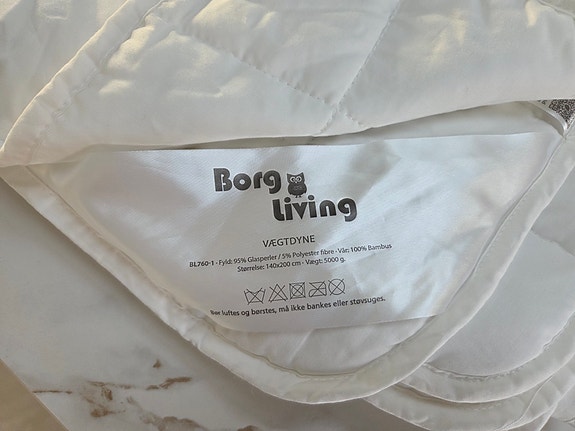 Borg
Living
VÆGTDYNE
BL760-1 · Fyld: 95% Glasperler / 5% Polyester fibre · Vår: 100% Bambus
Størrelse: 140x200 cm · Vægt: 5000 g.
Bør luftes og børstes, må ikke bankes eller støvsuges.